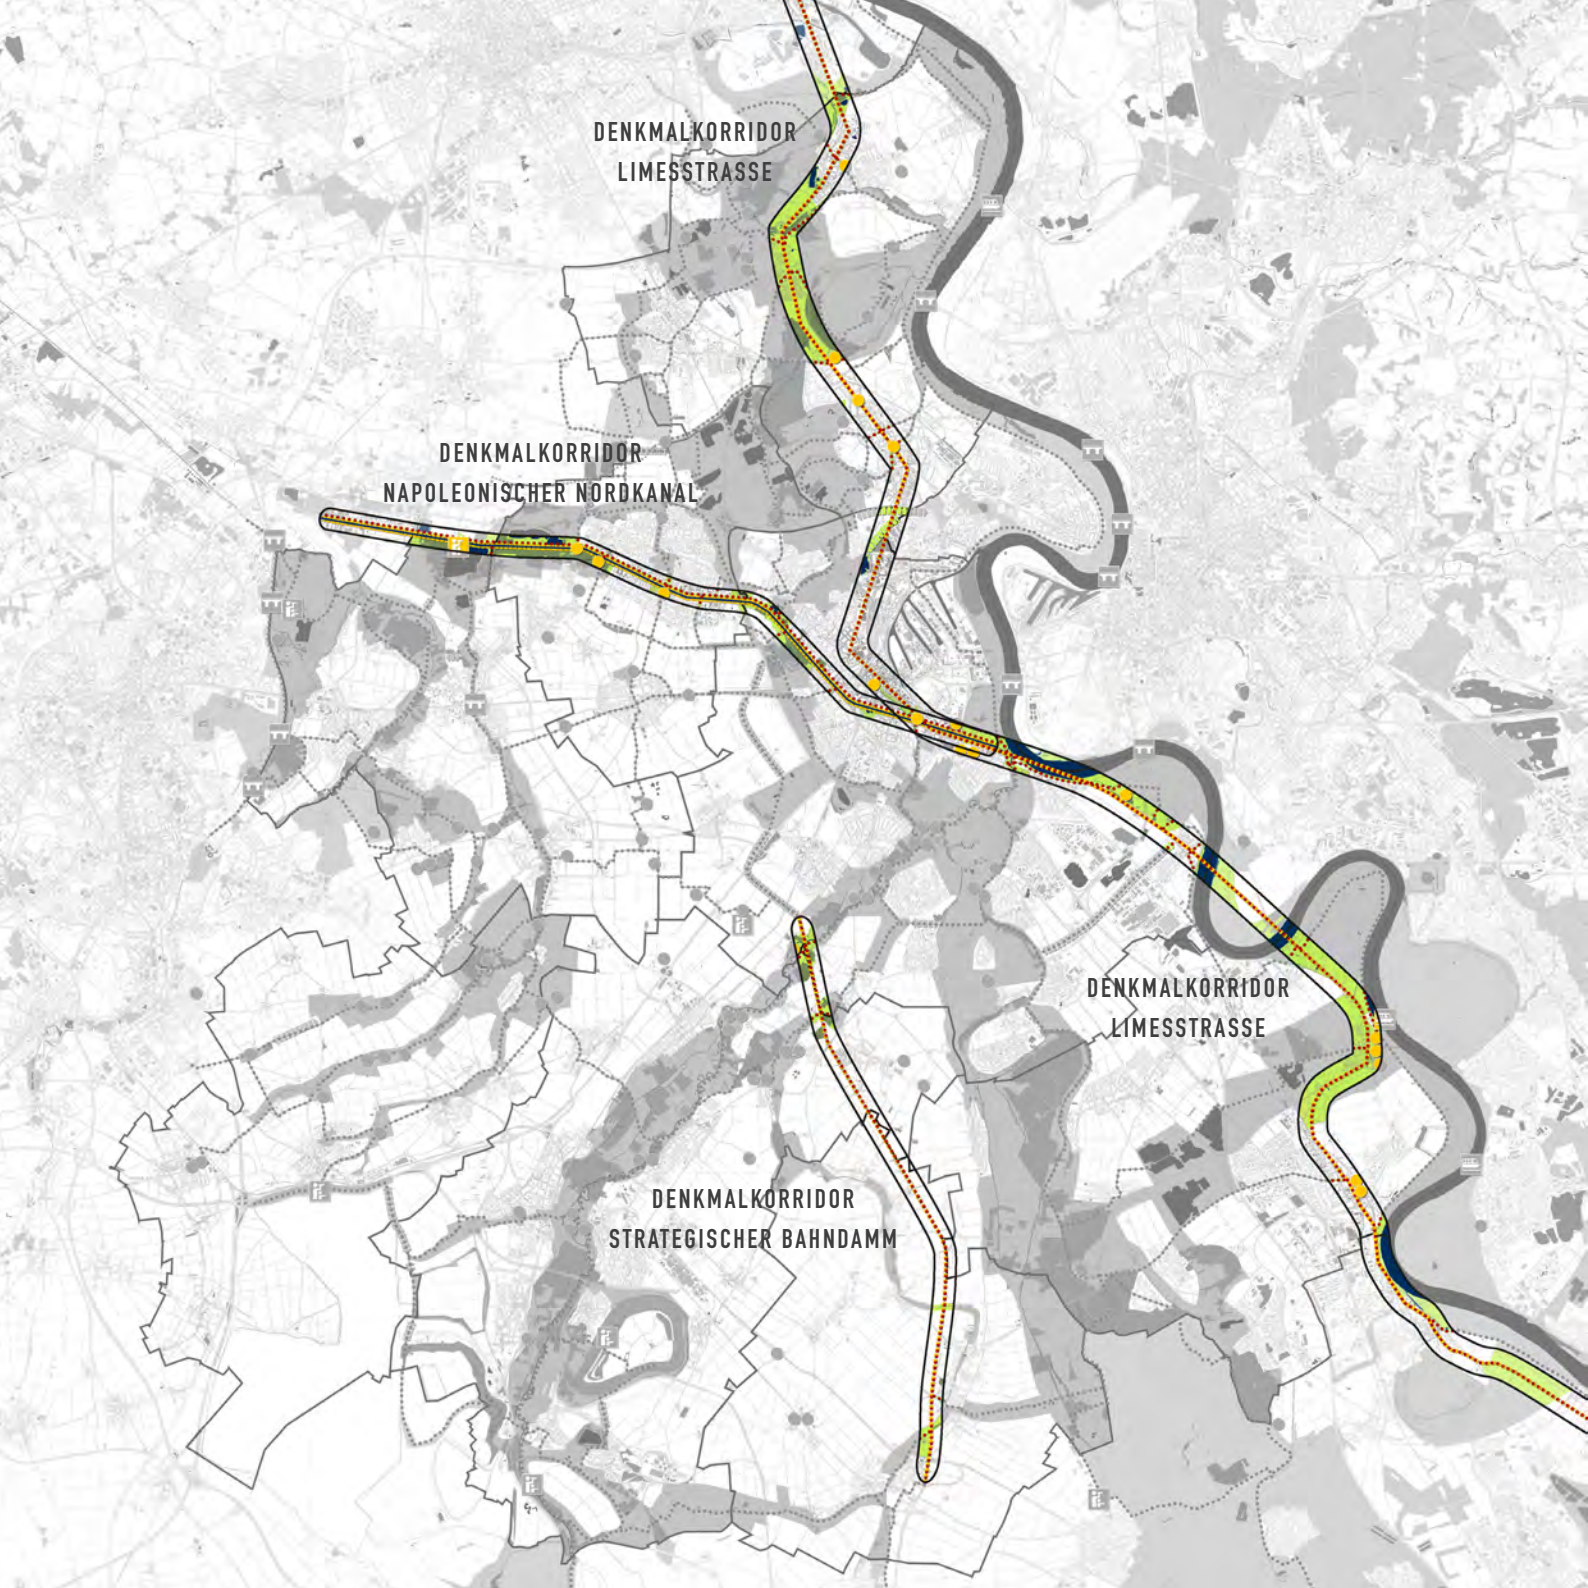 DENKMALKORRIDOR
LIMESSTRASSE
DENKMALKORRIDOR
NAPOLEONISCHER NORDKANAL
DENKMALKORRIDOR
LIMESSTRASSE
DENKMALKORRIDOR
STRATEGISCHER BAHNDAMM